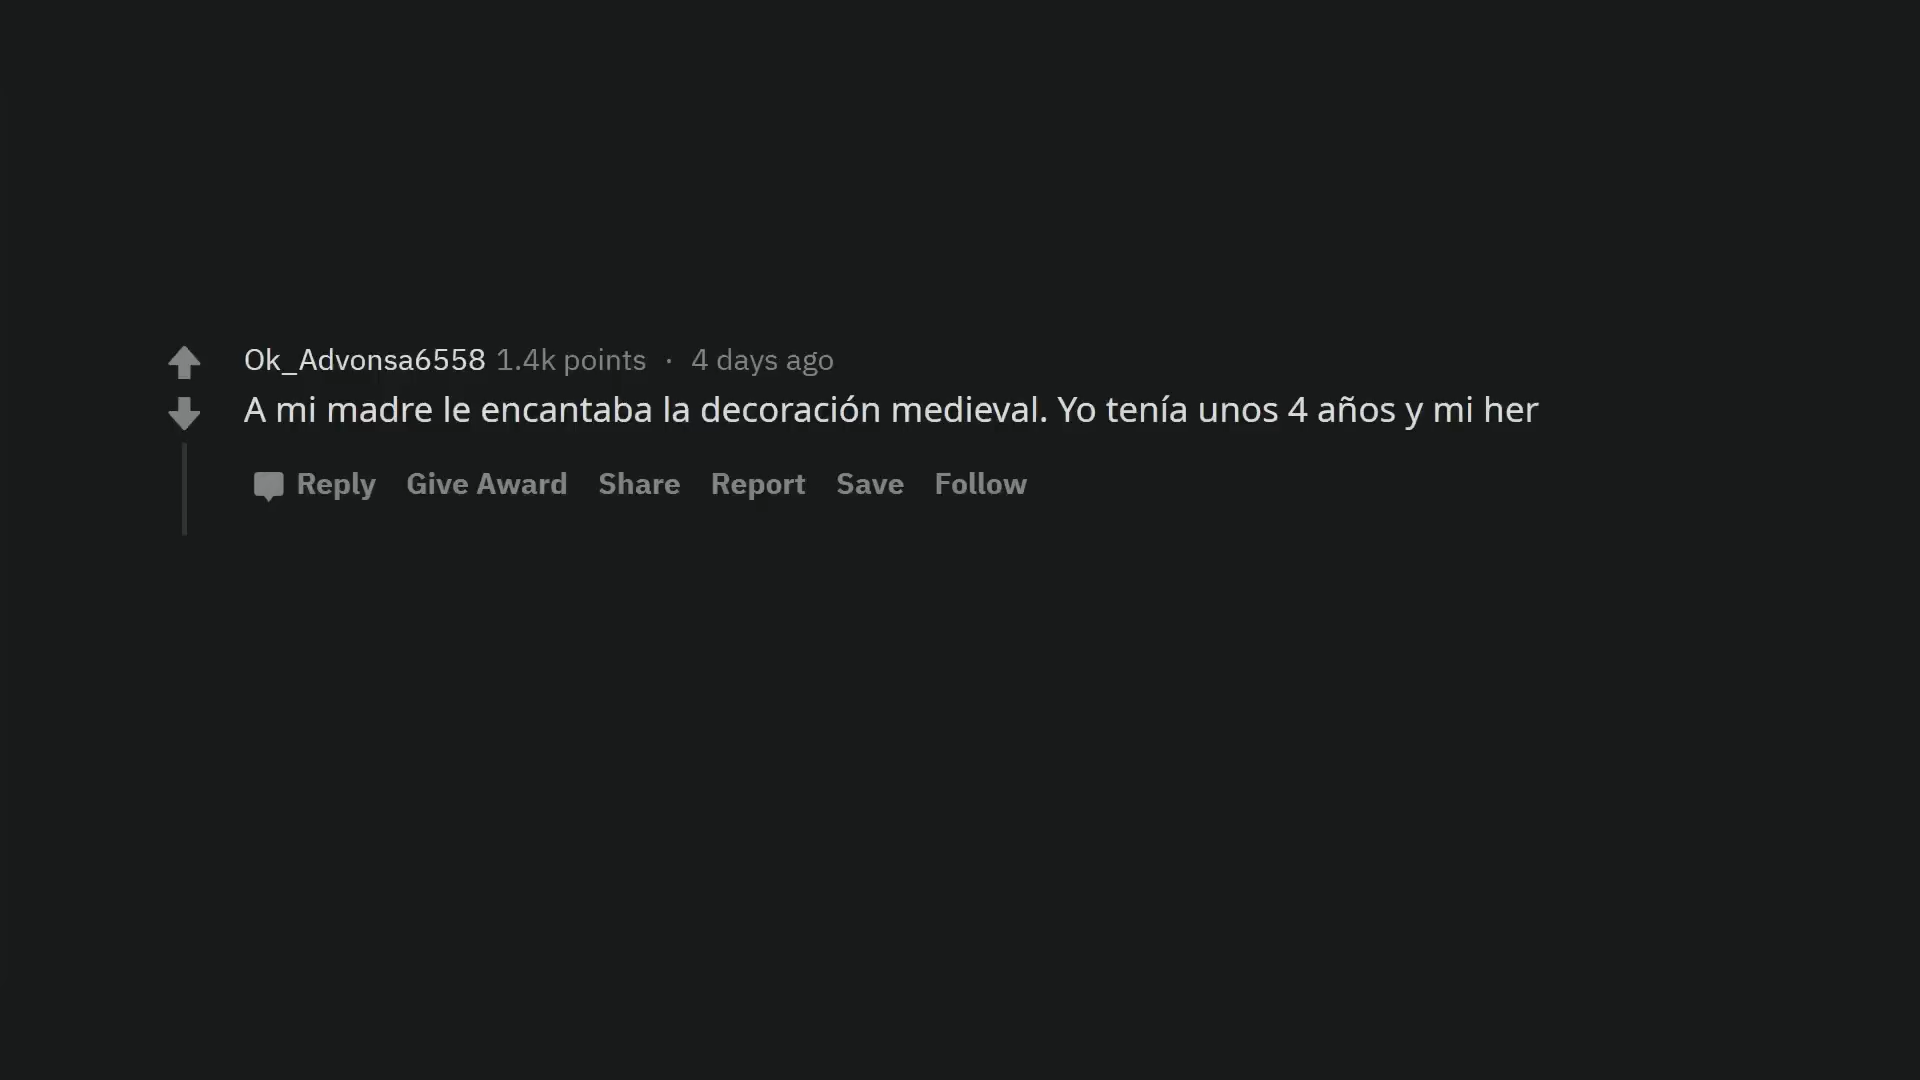 Ok_Advonsa6558 1.4k points · 4 days ago
A mi madre le encantaba la decoración medieval. Yo tenía unos 4 años y mi her
Reply Give Award Share Report Save Follow